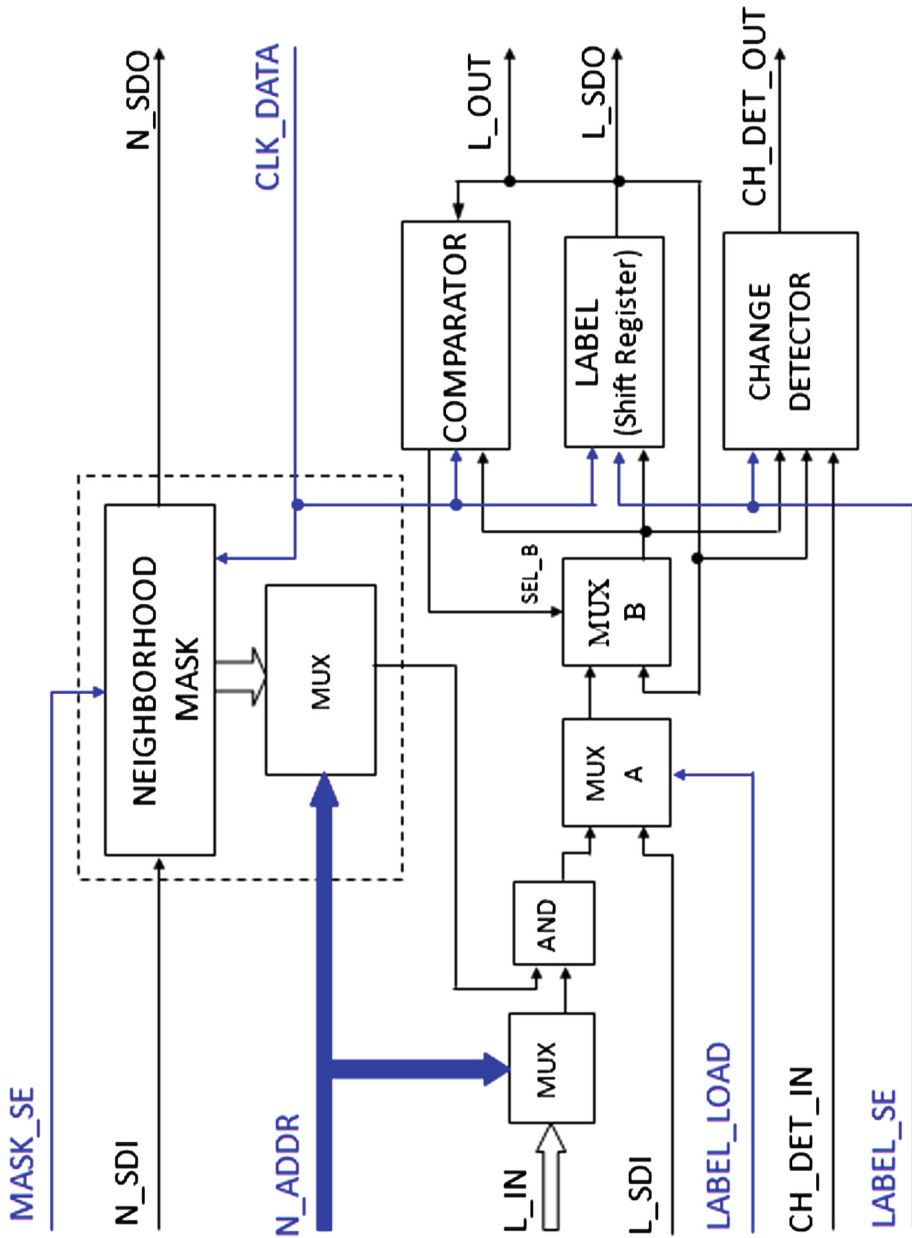 MASK_SE
N_SDI
N_ADDR
L_IN
L_SDI
LABEL_LOAD
CH_DET_IN
LABEL_SE
NEIGHBORHOOD
MASK
MUX
MUX
AND
MUX
A
MUX
B
SEL_B
COMPARATOR
LABEL
(Shift Register)
CHANGE
DETECTOR
N_SDO
CLK_DATA
L_OUT
L_SDO
CH_DET_OUT